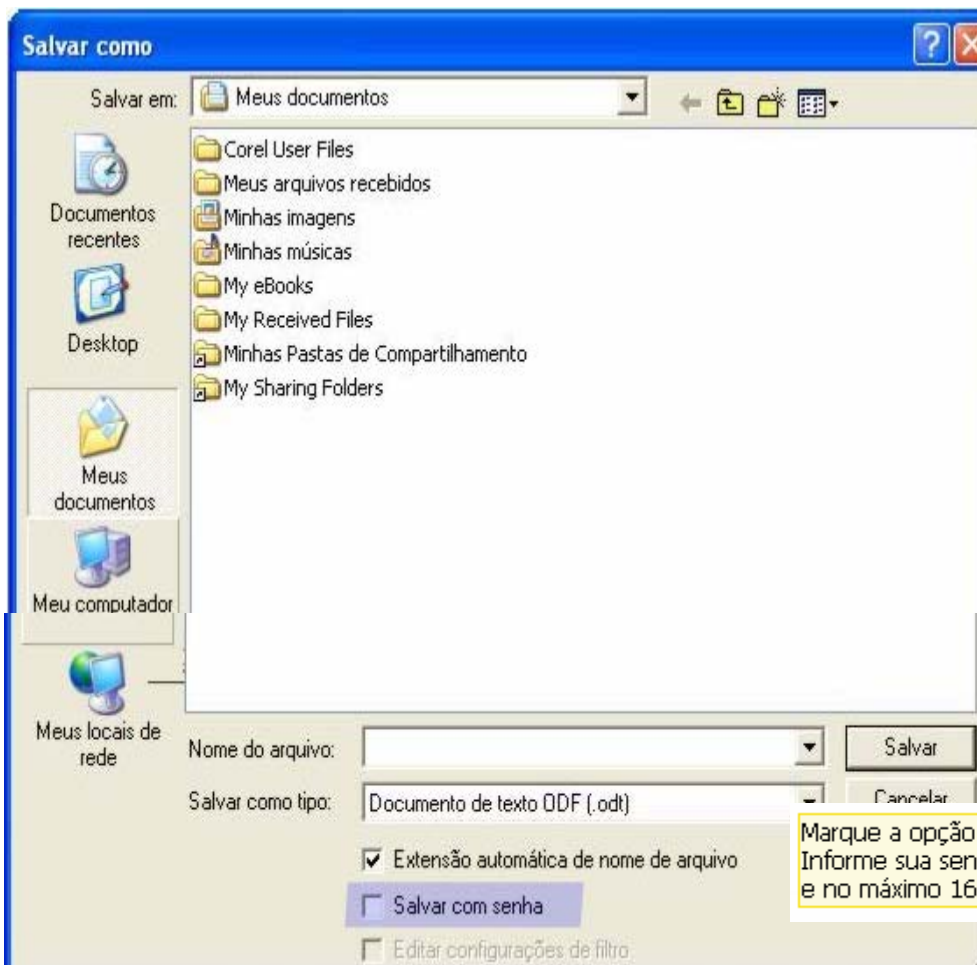 Salvar como
Salvar em:
Meus documentos
Corel User Files
Meus arquivos recebidos
Minhas imagens
Minhas músicas
My eBooks
My Received Files
Minhas Pastas de Compartilhamento
My Sharing Folders
Documentos
recentes
Desktop
Meus
documentos
Meu computador
Meus locais de
rede
Nome do arquivo:
Salvar
Salvar como tipo:
Documento de texto ODF (.odt)
Cancelar
Extensão automática de nome de arquivo
Salvar com senha
Editar configurações de filtro
Marque a opção
Informe sua sen
e no máximo 16